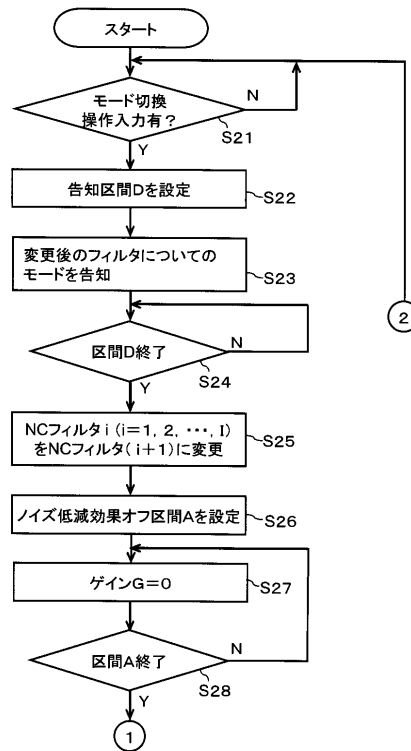 スタート
モード切換
操作入力有?
N
S21
Y
告知区間Dを設定
S22
変更後のフィルタについての
モードを告知
S23
2
区間D終了
N
S24
Y
NCフィルタ i (i=1, 2, ・・・, I)
をNCフィルタ( i+1)に変更
S25
ノイズ低減効果オフ区間Aを設定
S26
ゲインG=0
S27
区間A終了
N
S28
Y
1